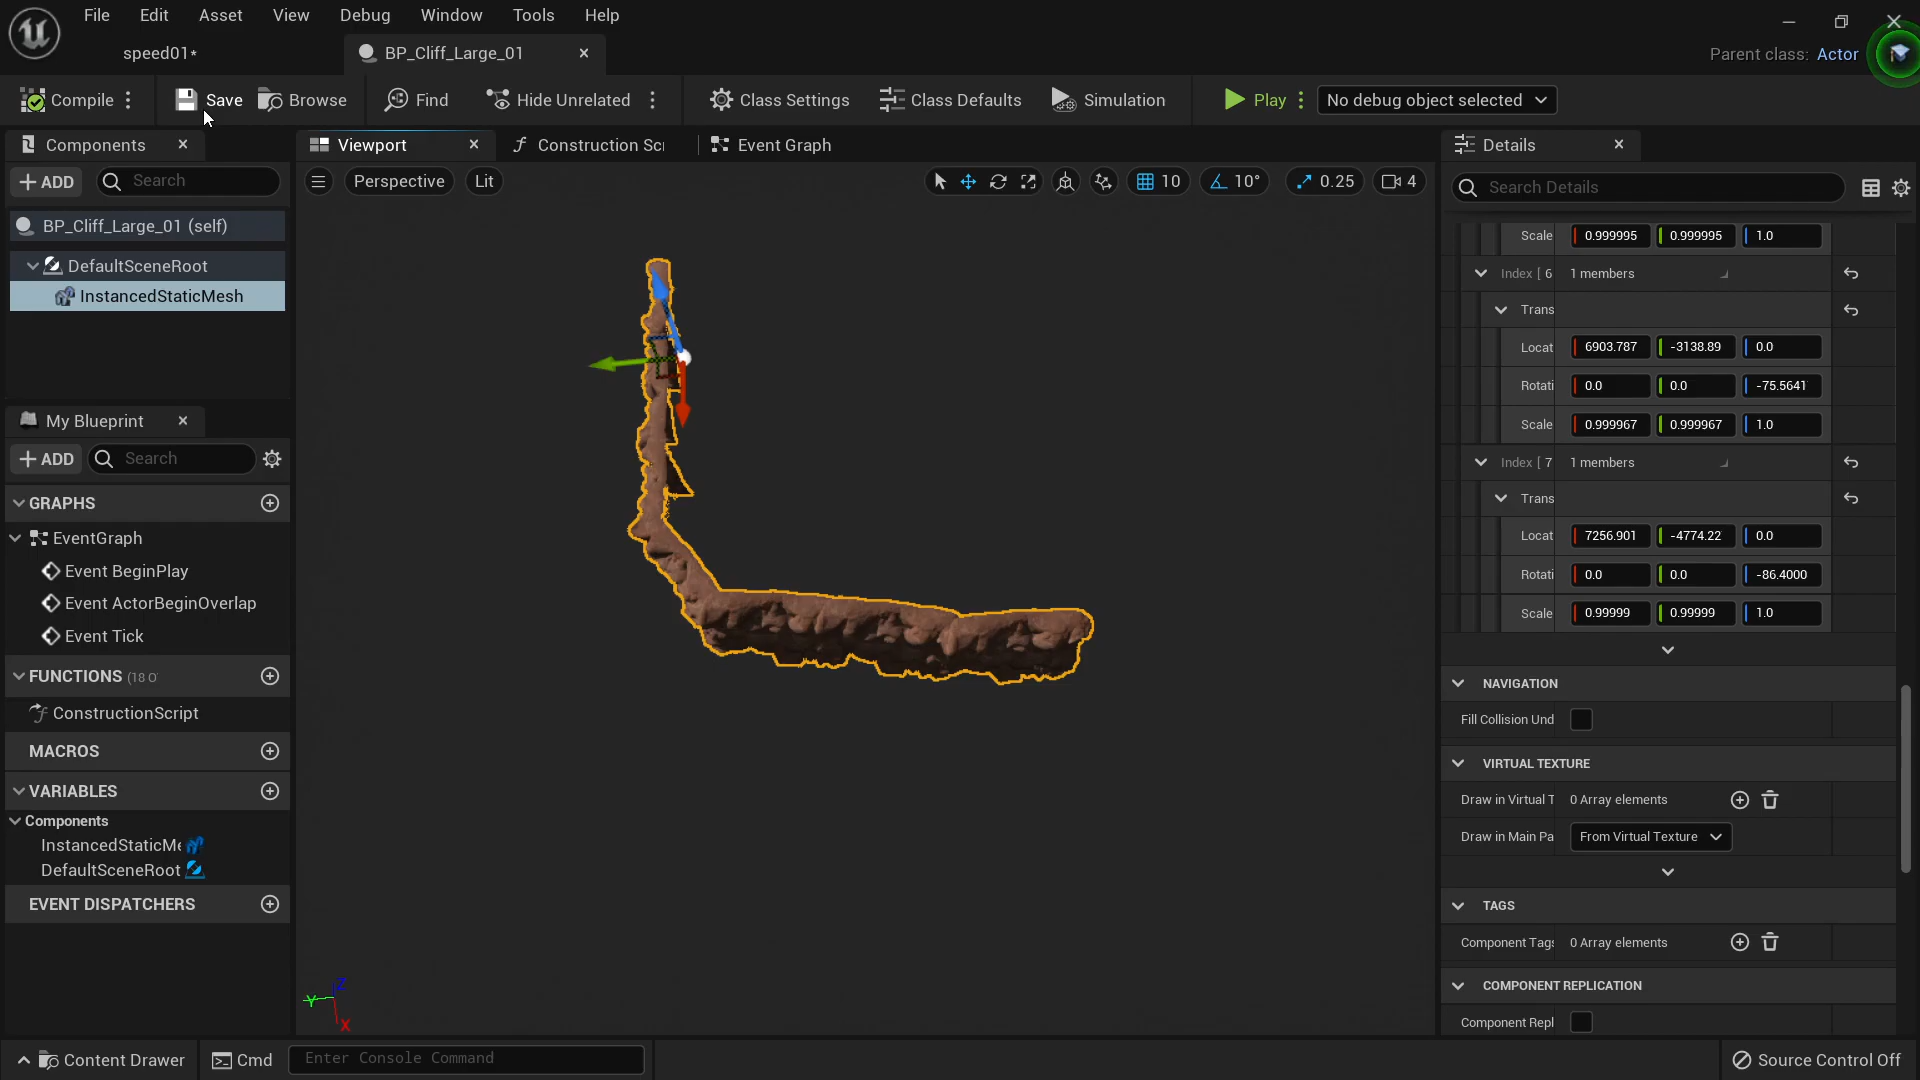 File Edit Asset View Debug Window Tools Help
speed01*
BP_Cliff_Large_01
Parent class: Actor
Compile
Save
Browse
Find
Hide Unrelated
Class Settings
Class Defaults
Simulation
Play
No debug object selected
Components
ADD
Search
BP_Cliff_Large_01 (self)
DefaultSceneRoot
InstancedStaticMesh
My Blueprint
ADD
Search
GRAPHS
EventGraph
Event BeginPlay
Event ActorBeginOverlap
Event Tick
FUNCTIONS (18 O
ConstructionScript
MACROS
VARIABLES
Components
InstancedStaticMe
DefaultSceneRoot
EVENT DISPATCHERS
Viewport
Construction Scr
Event Graph
Perspective
Lit
10
10°
0.25
4
Z
Y
X
Details
Search Details
Scale 0.999995 0.999995 1.0
Index [ 6 1 members
Trans
Locat 6903.787 -3138.89 0.0
Rotati 0.0 0.0 -75.5641
Scale 0.999967 0.999967 1.0
Index [ 7 1 members
Trans
Locat 7256.901 -4774.22 0.0
Rotati 0.0 0.0 -86.4000
Scale 0.99999 0.99999 1.0
NAVIGATION
Fill Collision Und
VIRTUAL TEXTURE
Draw in Virtual T 0 Array elements
Draw in Main Pa From Virtual Texture
TAGS
Component Tags 0 Array elements
COMPONENT REPLICATION
Component Repl
Content Drawer
Cmd
Enter Console Command
Source Control Off